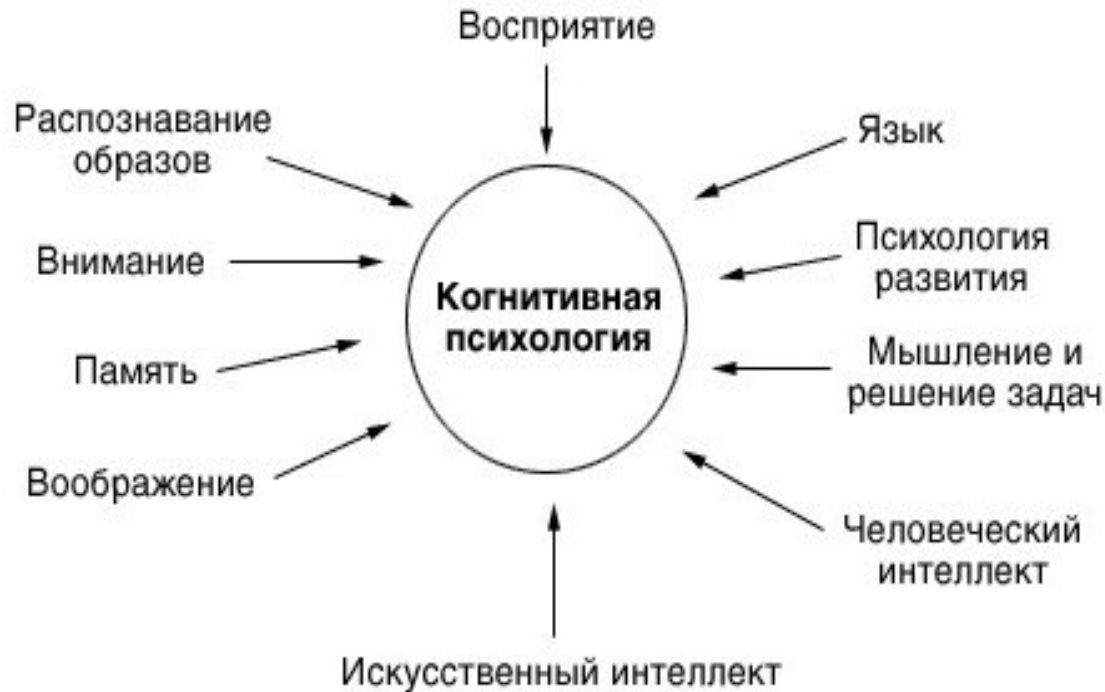 Восприятие
Распознавание
образов
Язык
Внимание
Психология
развития
Когнитивная
психология
Память
Мышление и
решение задач
Воображение
Человеческий
интеллект
Искусственный интеллект